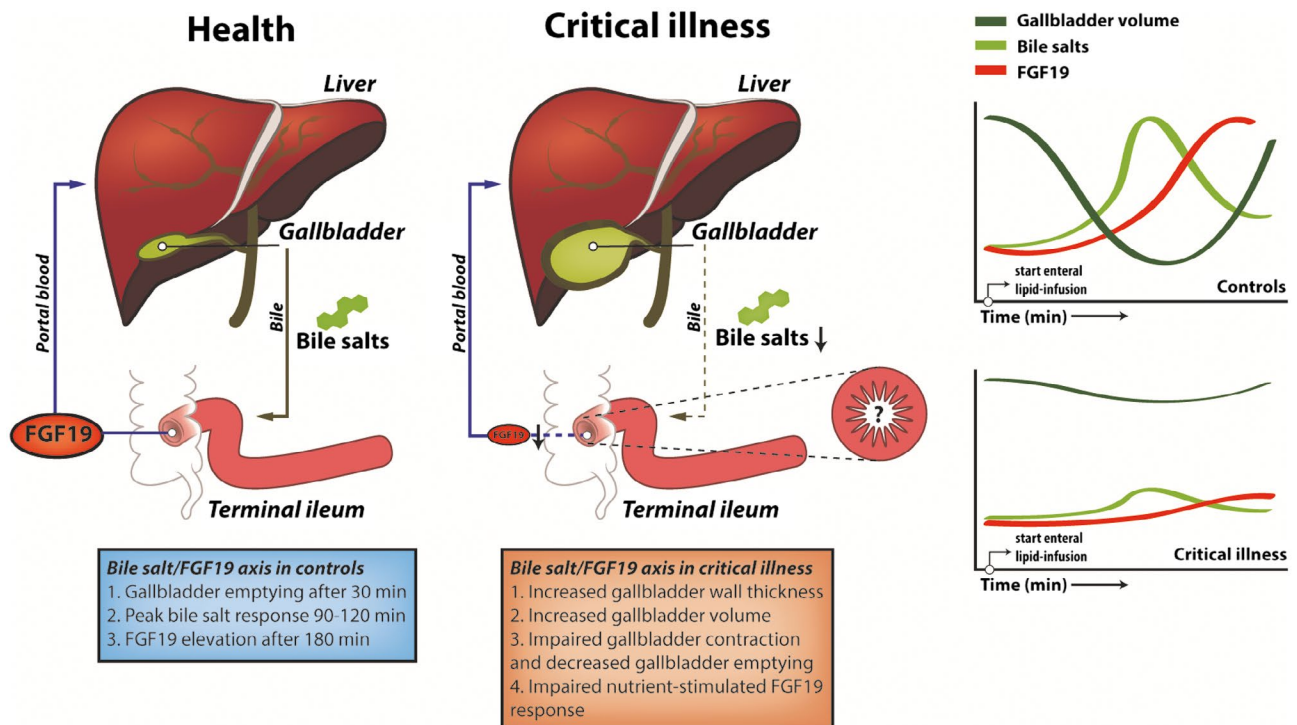 Health
Liver
Gallbladder
Portal blood
Bile
Bile salts
FGF19
Terminal ileum
Bile salt/FGF19 axis in controls
1. Gallbladder emptying after 30 min
2. Peak bile salt response 90-120 min
3. FGF19 elevation after 180 min
Critical illness
Liver
Gallbladder
Portal blood
Bile
Bile salts
FGF19
?
Terminal ileum
Bile salt/FGF19 axis in critical illness
1. Increased gallbladder wall thickness
2. Increased gallbladder volume
3. Impaired gallbladder contraction
and decreased gallbladder emptying
4. Impaired nutrient-stimulated FGF19
response
Gallbladder volume
Bile salts
FGF19
start enteral
lipid-infusion
Controls
Time (min)
start enteral
lipid-infusion
Critical illness
Time (min)